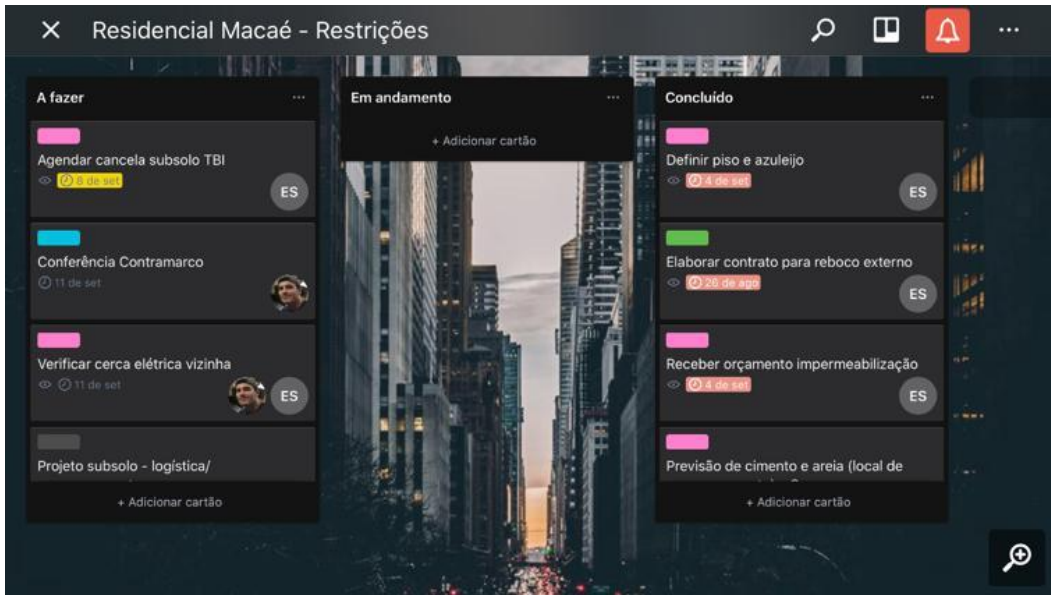 Residencial Macaé - Restrições
A fazer
Agendar cancela subsolo TBI
8 de set
ES
Conferência Contramarco
11 de set
Verificar cerca elétrica vizinha
11 de set
ES
Projeto subsolo - logística/
+ Adicionar cartão
Em andamento
+ Adicionar cartão
Concluído
Definir piso e azuleijo
4 de set
ES
Elaborar contrato para reboco externo
26 de ago
ES
Receber orçamento impermeabilização
4 de set
ES
Previsão de cimento e areia (local de
+ Adicionar cartão